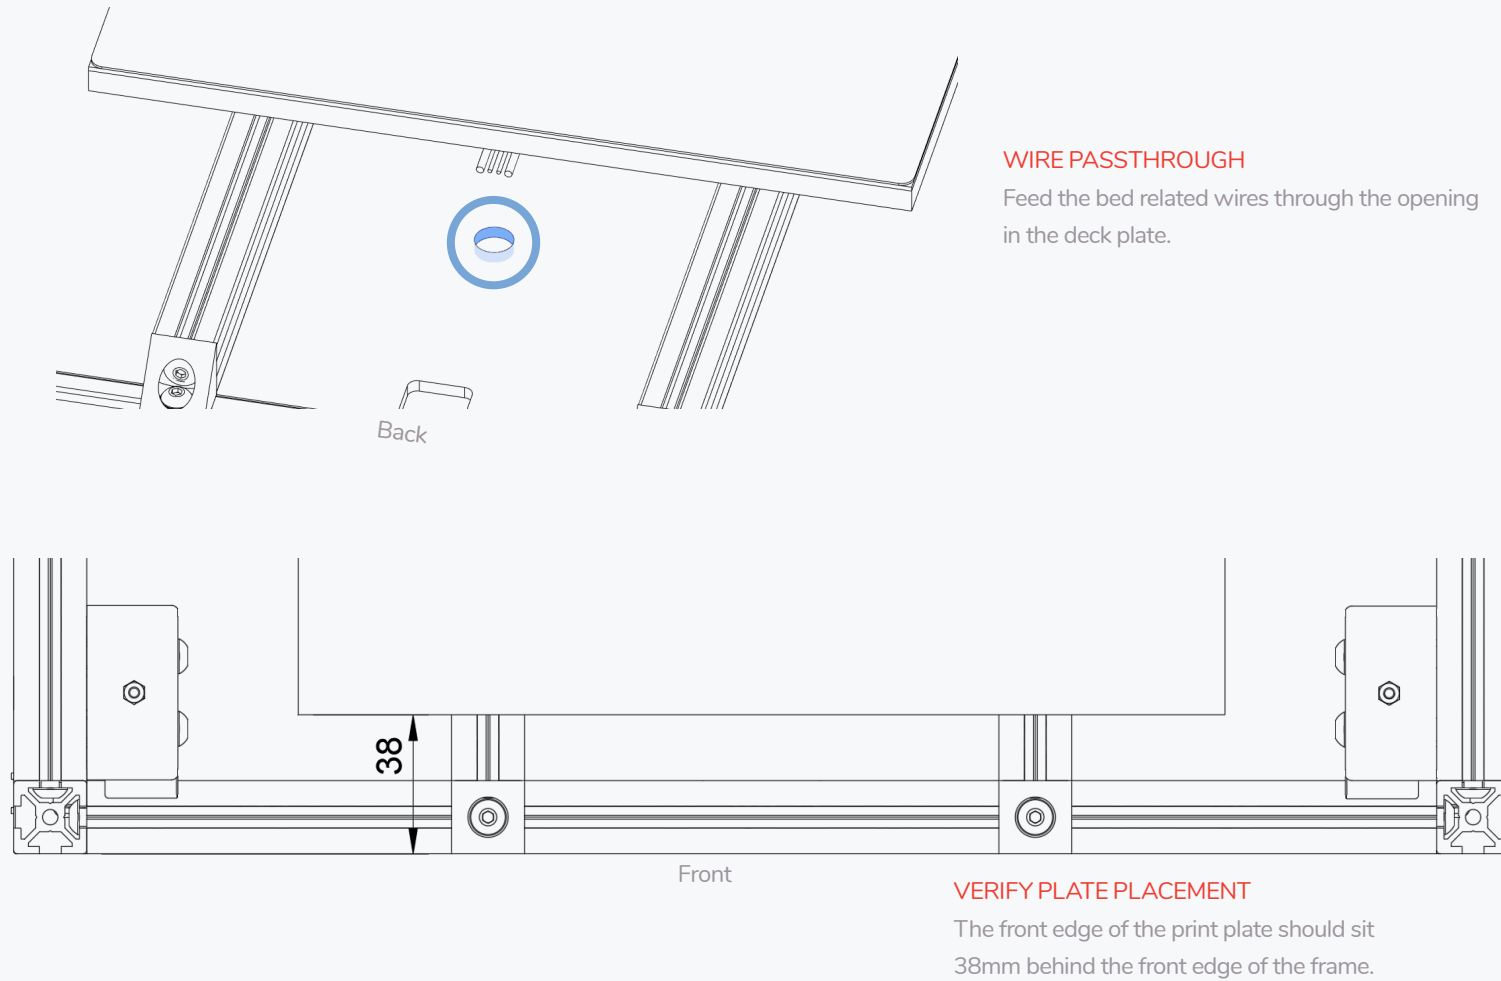 WIRE PASSTHROUGH
Feed the bed related wires through the opening
in the deck plate.
Back
38
Front
VERIFY PLATE PLACEMENT
The front edge of the print plate should sit
38mm behind the front edge of the frame.